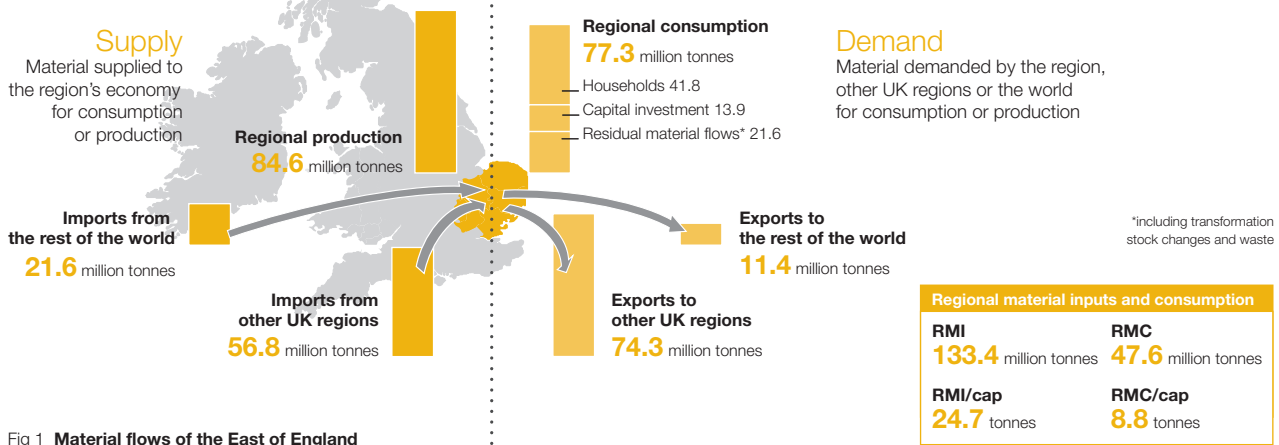 Supply
Material supplied to
the region's economy
for consumption
or production
Regional production
84.6 million tonnes
Imports from
the rest of the world
21.6 million tonnes
Imports from
other UK regions
56.8 million tonnes
Regional consumption
77.3 million tonnes
Households 41.8
Capital investment 13.9
Residual material flows* 21.6
Demand
Material demanded by the region,
other UK regions or the world
for consumption or production
Exports to
the rest of the world
11.4 million tonnes
Exports to
other UK regions
74.3 million tonnes
*including transformation
stock changes and waste
Regional material inputs and consumption
RMI RMC
133.4 million tonnes 47.6 million tonnes
RMI/cap RMC/cap
24.7 tonnes 8.8 tonnes
Fig 1 Material flows of the East of England